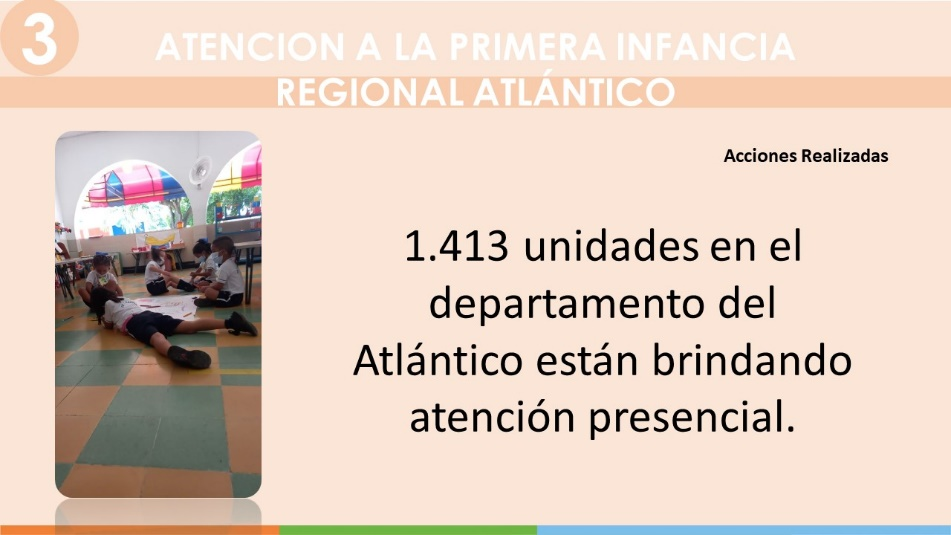 3
ATENCION A LA PRIMERA INFANCIA
REGIONAL ATLÁNTICO
Acciones Realizadas
1.413 unidades en el
departamento del
Atlántico están brindando
atención presencial.